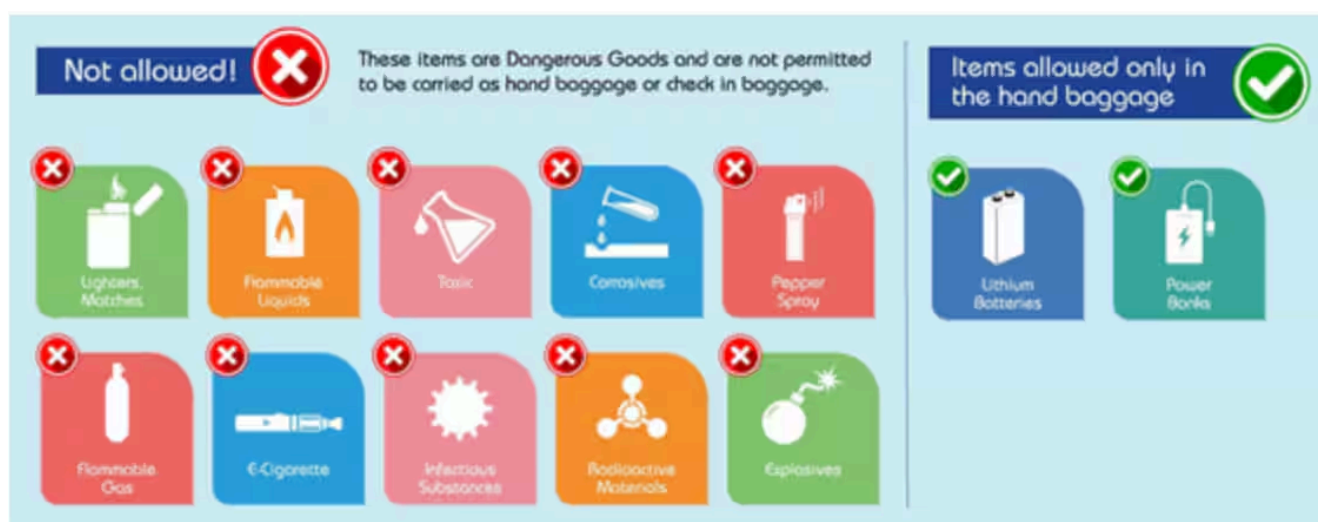 Not allowed!
These items are Dangerous Goods and are not permitted
to be carried as hand baggage or check in baggage.
Items allowed only in
the hand baggage
Lighters,
Matches
Flammable
Liquids
Toxic
Corrosives
Pepper
Spray
Lithium
Batteries
Power
Banks
Flammable
Gas
E-Cigarette
Infectious
Substances
Radioactive
Materials
Explosives